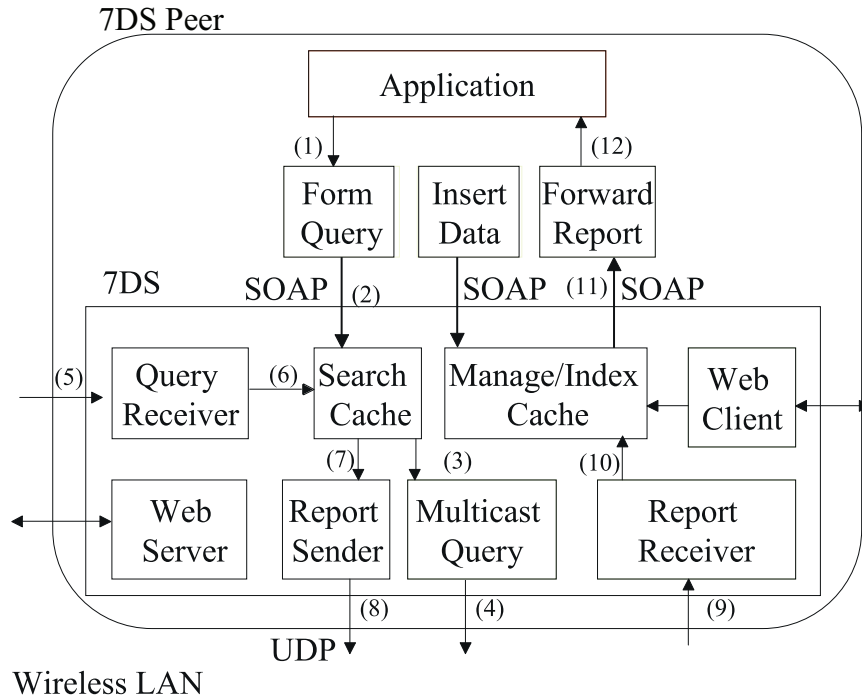 7DS Peer
Application
(1)
(12)
Form
Query
Insert
Data
Forward
Report
7DS
SOAP
(2)
SOAP
(11)
SOAP
(5)
Query
Receiver
(6)
Search
Cache
Manage/Index
Cache
Web
Client
(7)
(3)
(10)
Web
Server
Report
Sender
Multicast
Query
Report
Receiver
(8)
(4)
(9)
UDP
Wireless LAN